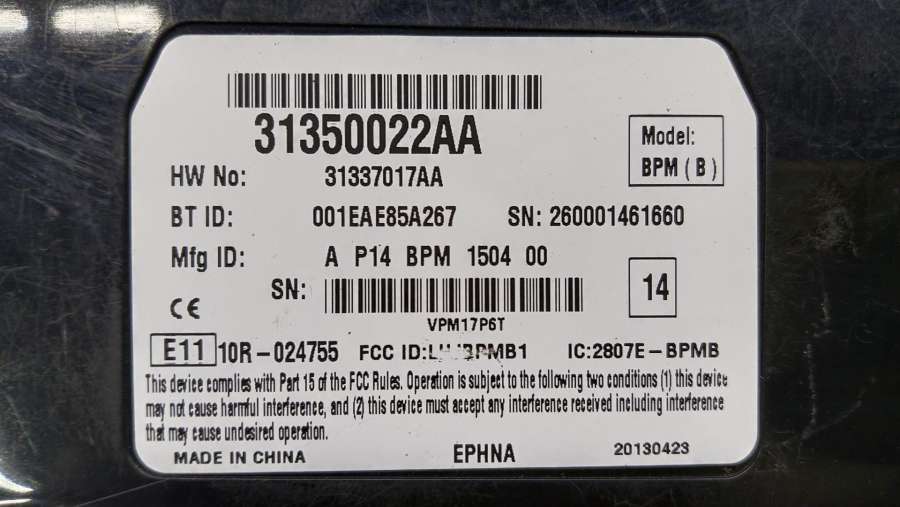 31350022AA
Model:
BPM ( B )
HW No: 31337017AA
BT ID: 001EAE85A267 SN: 260001461660
Mfg ID: A P14 BPM 1504 00
SN:
14
VPM17P6T
CE
E11 10R-024755 FCC ID: IC:2807E-BPMB
This device complies with Part 15 of the FCC Rules. Operation is subject to the following two conditions (1) this device
may not cause harmful interference, and (2) this device must accept any interference received including interference
that may cause undesired operation.
MADE IN CHINA EPHNA 20130423